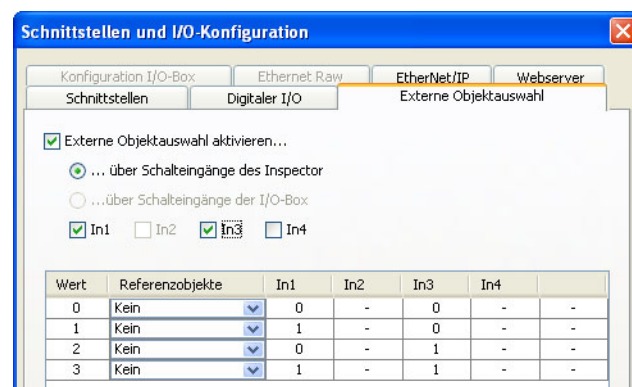 Schnittstellen und I/O-Konfiguration
Konfiguration I/O-Box Ethernet Raw EtherNet/IP Webserver
Schnittstellen Digitaler I/O Externe Objektauswahl
Externe Objektauswahl aktivieren...
... über Schalteingänge des Inspector
...über Schalteingänge der I/O-Box
In1 In2 In3 In4
Wert Referenzobjekte In1 In2 In3 In4
0 Kein 0 - 0 - -
1 Kein 1 - 0 - -
2 Kein 0 - 1 - -
3 Kein 1 - 1 - -